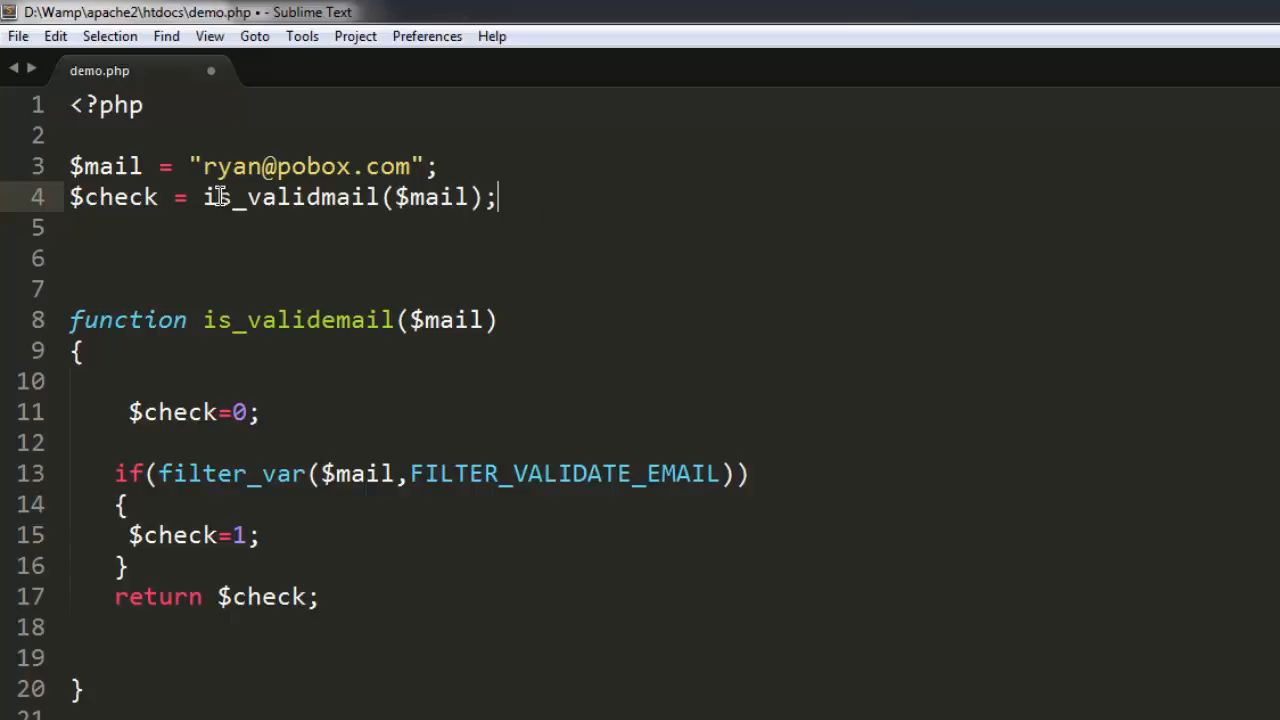 D:\Wamp\apache2\htdocs\demo.php • - Sublime Text
File Edit Selection Find View Goto Tools Project Preferences Help
demo.php
1 <?php
2
3 $mail = "ryan@pobox.com";
4 $check = is_validmail($mail);
5
6
7
8 function is_validemail($mail)
9 {
10
11 $check=0;
12
13 if(filter_var($mail,FILTER_VALIDATE_EMAIL))
14 {
15 $check=1;
16 }
17 return $check;
18
19
20 }
21